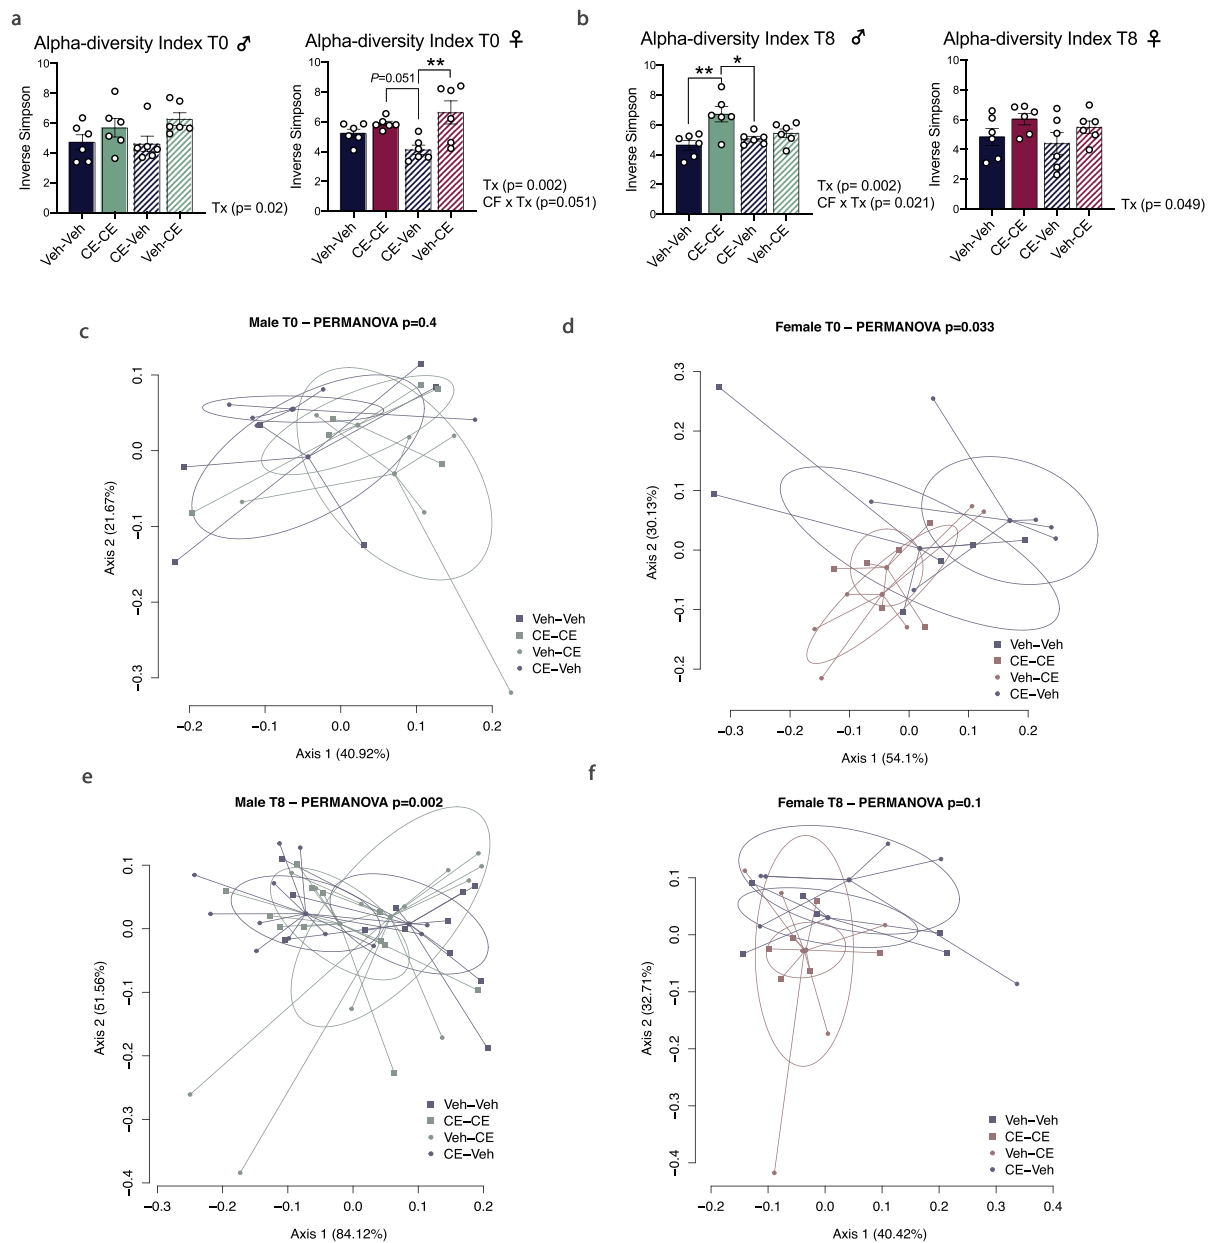 a
b
Alpha-diversity Index T0 ♂
Alpha-diversity Index T0 ♀
Alpha-diversity Index T8 ♂
Alpha-diversity Index T8 ♀
Inverse Simpson
10
8
6
4
2
0
Veh-Veh
CE-CE
CE-Veh
Veh-CE
Tx (p= 0.02)
Inverse Simpson
10
8
6
4
2
0
P=0.051
**
Veh-Veh
CE-CE
CE-Veh
Veh-CE
Tx (p= 0.002)
CF x Tx (p=0.051)
Inverse Simpson
10
8
6
4
2
0
**
*
Veh-Veh
CE-CE
CE-Veh
Veh-CE
Tx (p= 0.002)
CF x Tx (p= 0.021)
Inverse Simpson
10
8
6
4
2
0
Veh-Veh
CE-CE
CE-Veh
Veh-CE
Tx (p= 0.049)
c
Male T0 – PERMANOVA p=0.4
Axis 2 (21.67%)
0.1
0.0
−0.1
−0.2
−0.3
Veh–Veh
CE–CE
Veh–CE
CE–Veh
−0.2 −0.1 0.0 0.1 0.2
Axis 1 (40.92%)
d
Female T0 – PERMANOVA p=0.033
Axis 2 (30.13%)
0.3
0.2
0.1
0.0
−0.1
−0.2
Veh–Veh
CE–CE
Veh–CE
CE–Veh
−0.3 −0.2 −0.1 0.0 0.1 0.2
Axis 1 (54.1%)
e
Male T8 – PERMANOVA p=0.002
Axis 2 (51.56%)
0.1
0.0
−0.1
−0.2
−0.3
−0.4
Veh–Veh
CE–CE
Veh–CE
CE–Veh
−0.3 −0.2 −0.1 0.0 0.1 0.2
Axis 1 (84.12%)
f
Female T8 – PERMANOVA p=0.1
Axis 2 (32.71%)
0.1
0.0
−0.1
−0.2
−0.3
−0.4
Veh–Veh
CE–CE
Veh–CE
CE–Veh
−0.2 −0.1 0.0 0.1 0.2 0.3 0.4
Axis 1 (40.42%)